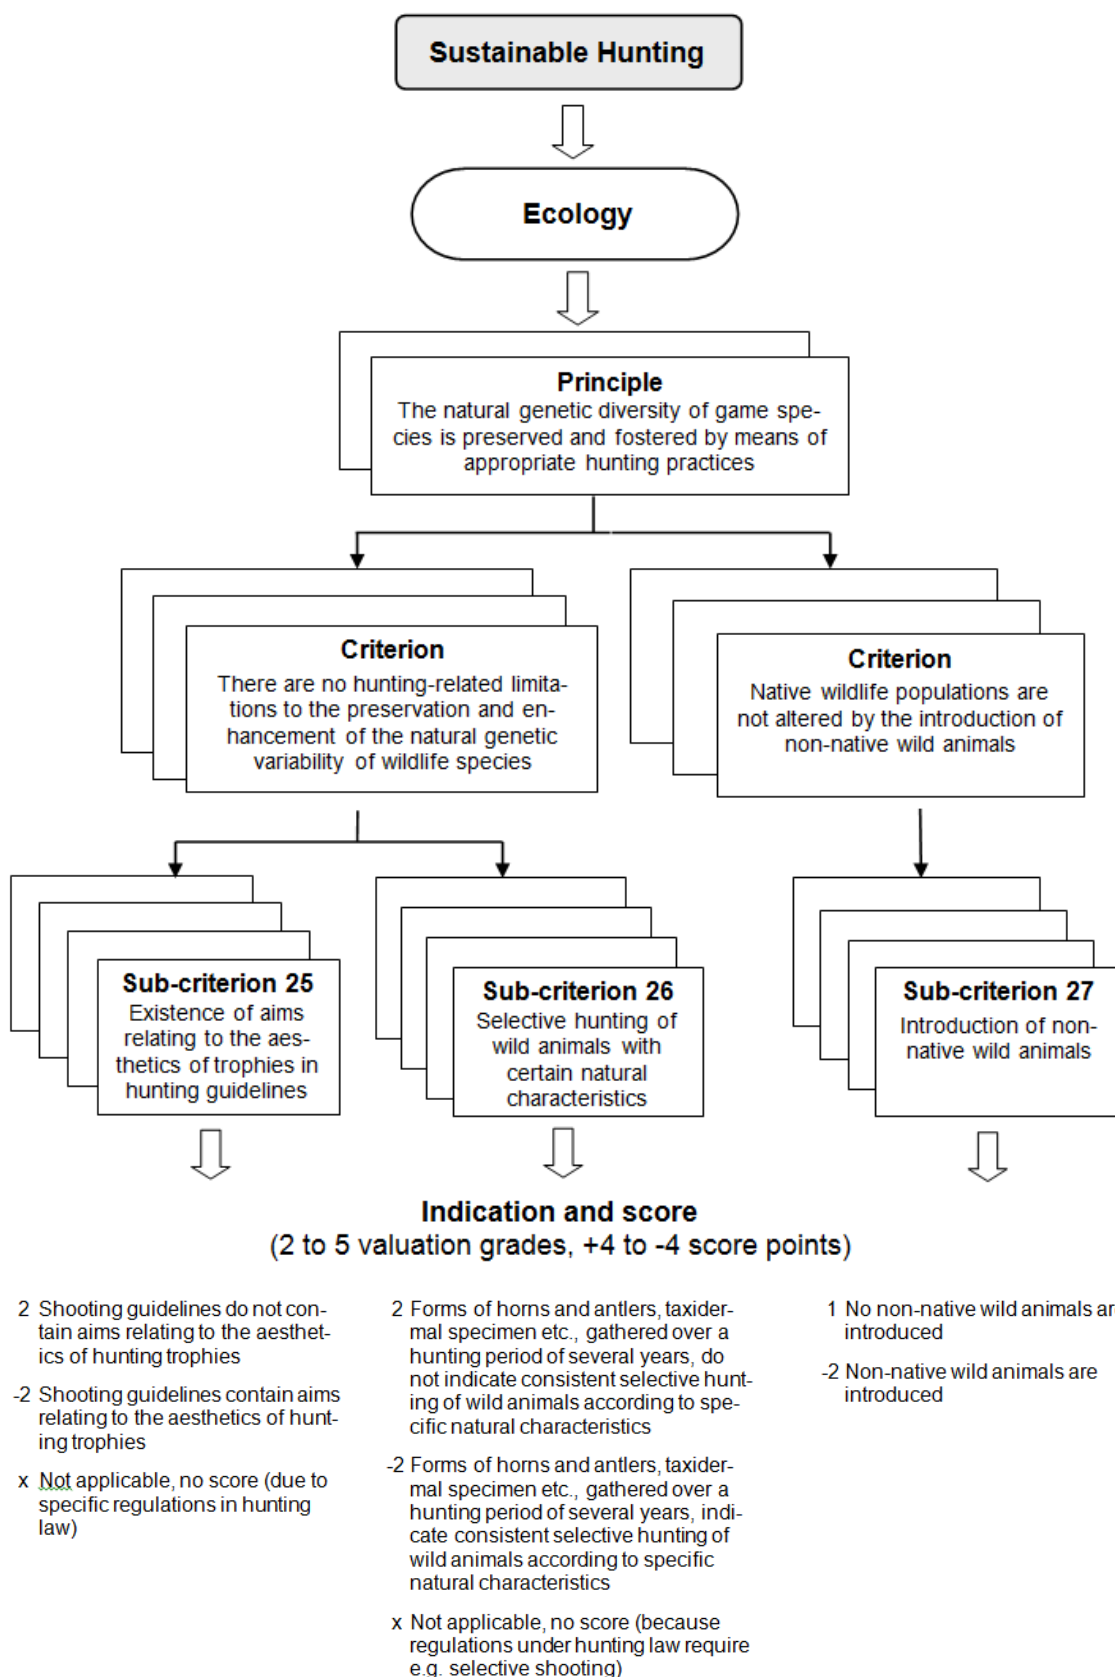 Sustainable Hunting
Ecology
Principle
The natural genetic diversity of game spe-
cies is preserved and fostered by means of
appropriate hunting practices
Criterion
There are no hunting-related limita-
tions to the preservation and en-
hancement of the natural genetic
variability of wildlife species
Criterion
Native wildlife populations are
not altered by the introduction of
non-native wild animals
Sub-criterion 25
Existence of aims
relating to the aes-
thetics of trophies in
hunting guidelines
Sub-criterion 26
Selective hunting of
wild animals with
certain natural
characteristics
Sub-criterion 27
Introduction of non-
native wild animals
Indication and score
(2 to 5 valuation grades, +4 to -4 score points)
2 Shooting guidelines do not con-
tain aims relating to the aesthet-
ics of hunting trophies
-2 Shooting guidelines contain aims
relating to the aesthetics of hunt-
ing trophies
x Not applicable, no score (due to
specific regulations in hunting
law)
2 Forms of horns and antlers, taxider-
mal specimen etc., gathered over a
hunting period of several years, do
not indicate consistent selective hunt-
ing of wild animals according to spe-
cific natural characteristics
-2 Forms of horns and antlers, taxider-
mal specimen etc., gathered over a
hunting period of several years, indi-
cate consistent selective hunting of
wild animals according to specific
natural characteristics
x Not applicable, no score (because
regulations under hunting law require
e.g. selective shooting)
1 No non-native wild animals are
introduced
-2 Non-native wild animals are
introduced